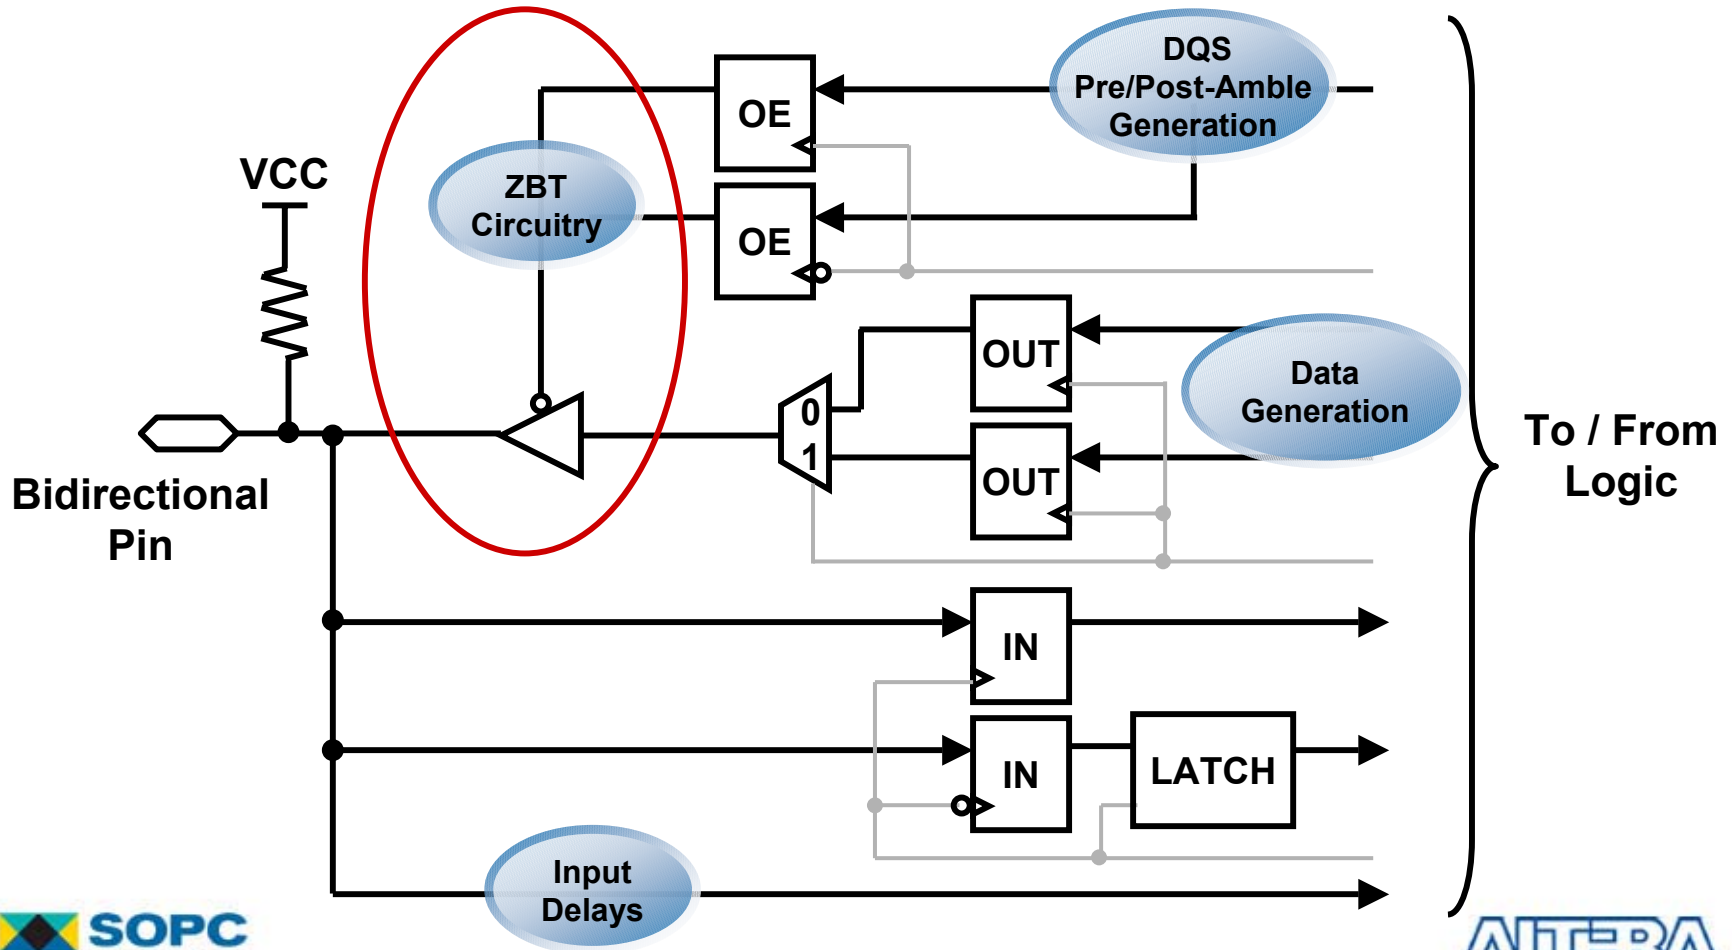 DQS
Pre/Post-Amble
Generation
OE
VCC
ZBT
Circuitry
OE
OUT
0
Data
Generation
1
OUT
To / From
Logic
Bidirectional
Pin
IN
IN
LATCH
Input
Delays
SOPC
ALTERA